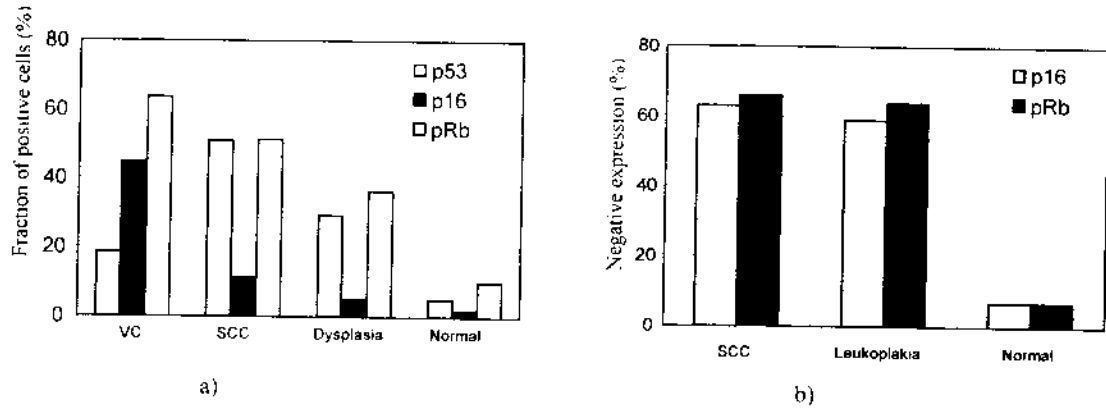 Fraction of positive cells (%)
80
60
40
20
0
p53
p16
pRb
VC SCC Dysplasia Normal
a)
Negative expression (%)
80
60
40
20
0
p16
pRb
SCC Leukoplakia Normal
b)